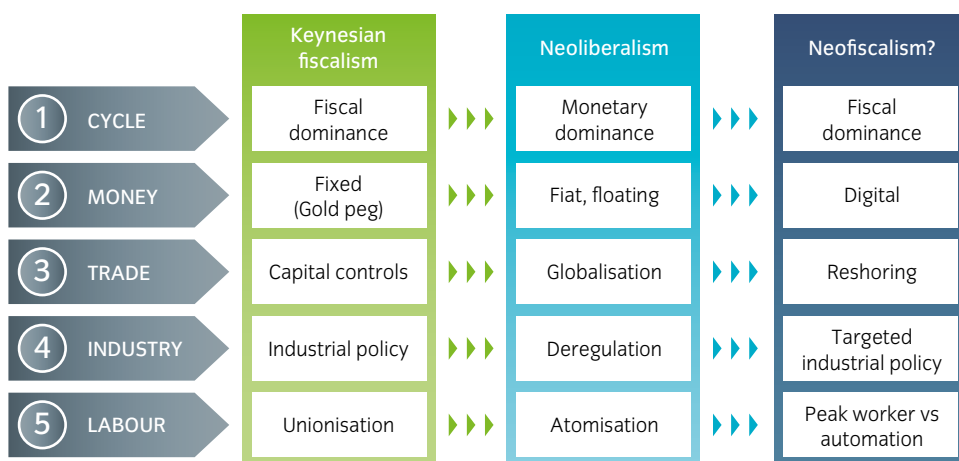 Keynesian
fiscalism
Neoliberalism
Neofiscalism?
1 CYCLE
Fiscal
dominance
Monetary
dominance
Fiscal
dominance
2 MONEY
Fixed
(Gold peg)
Fiat, floating
Digital
3 TRADE
Capital controls
Globalisation
Reshoring
4 INDUSTRY
Industrial policy
Deregulation
Targeted
industrial policy
5 LABOUR
Unionisation
Atomisation
Peak worker vs
automation